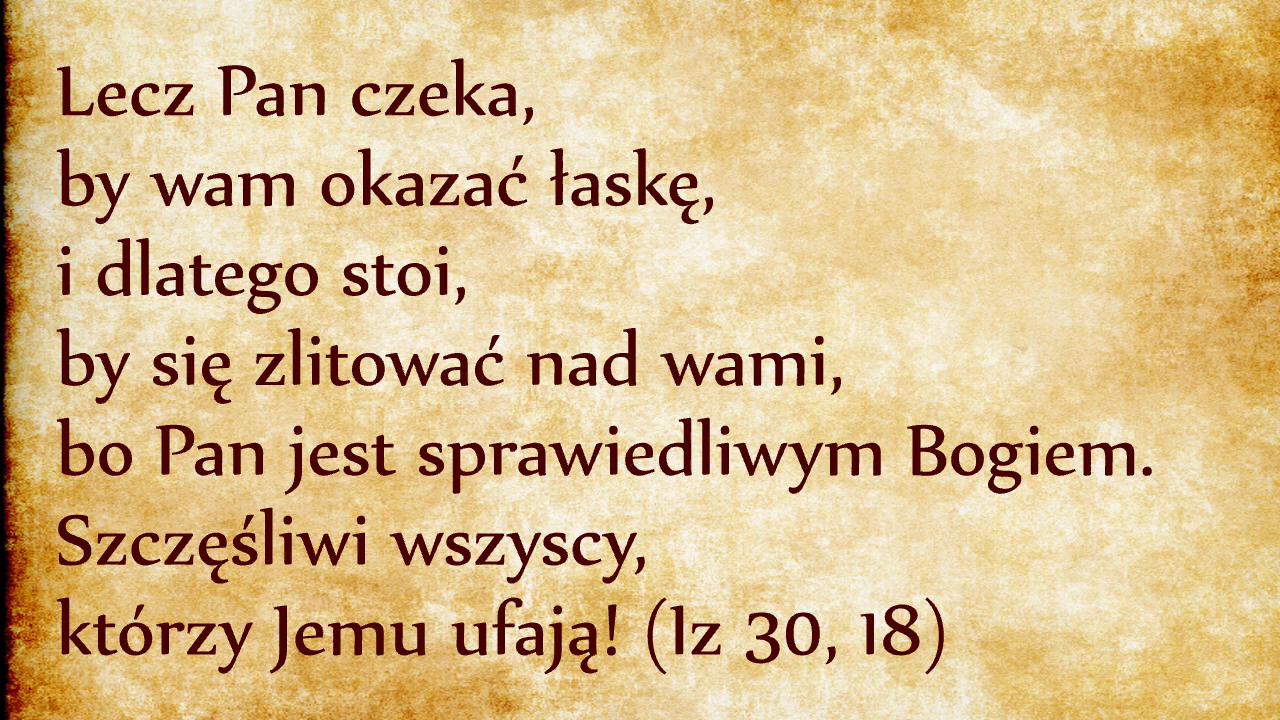 Lecz Pan czeka,
by wam okazać łaskę,
i dlatego stoi,
by się zlitować nad wami,
bo Pan jest sprawiedliwym Bogiem.
Szczęśliwi wszyscy,
którzy Jemu ufają! (Iz 30, 18)